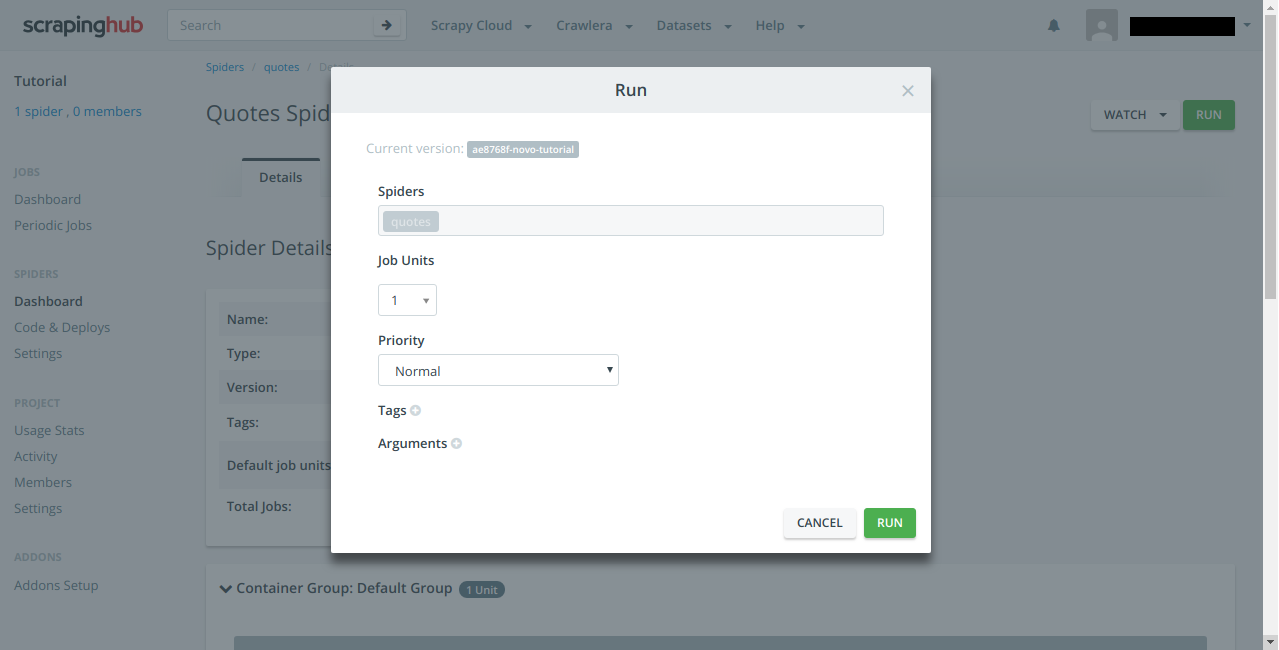 scrapinghub
Search
Scrapy Cloud
Crawlera
Datasets
Help
Tutorial
1 spider , 0 members
JOBS
Dashboard
Periodic Jobs
SPIDERS
Dashboard
Code & Deploys
Settings
PROJECT
Usage Stats
Activity
Members
Settings
ADDONS
Addons Setup
Spiders / quotes / Details
Quotes Spid
WATCH
RUN
Details
Spider Details
Name:
Type:
Version:
Tags:
Default job units
Total Jobs:
Container Group: Default Group 1 Unit
Run
Current version: ae8768f-novo-tutorial
Spiders
quotes
Job Units
1
Priority
Normal
Tags
Arguments
CANCEL
RUN